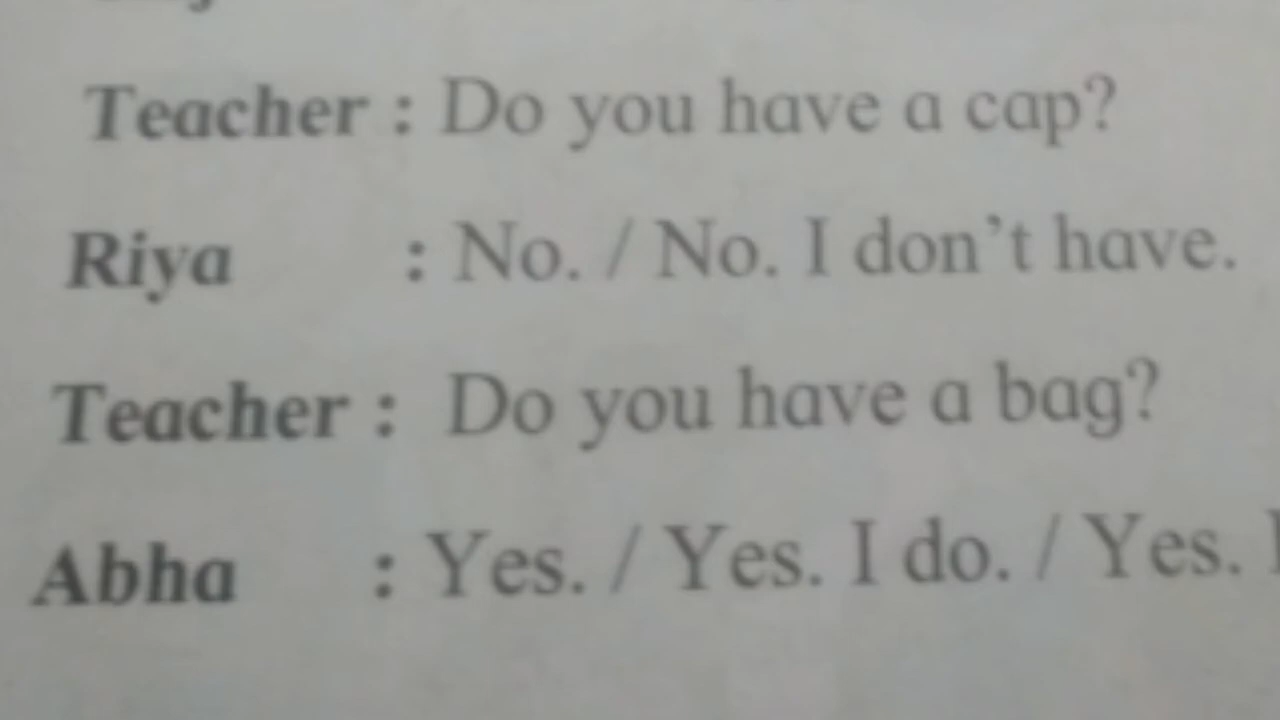 Teacher : Do you have a cap?
Riya : No. / No. I don't have.
Teacher : Do you have a bag?
Abha : Yes. / Yes. I do. / Yes.